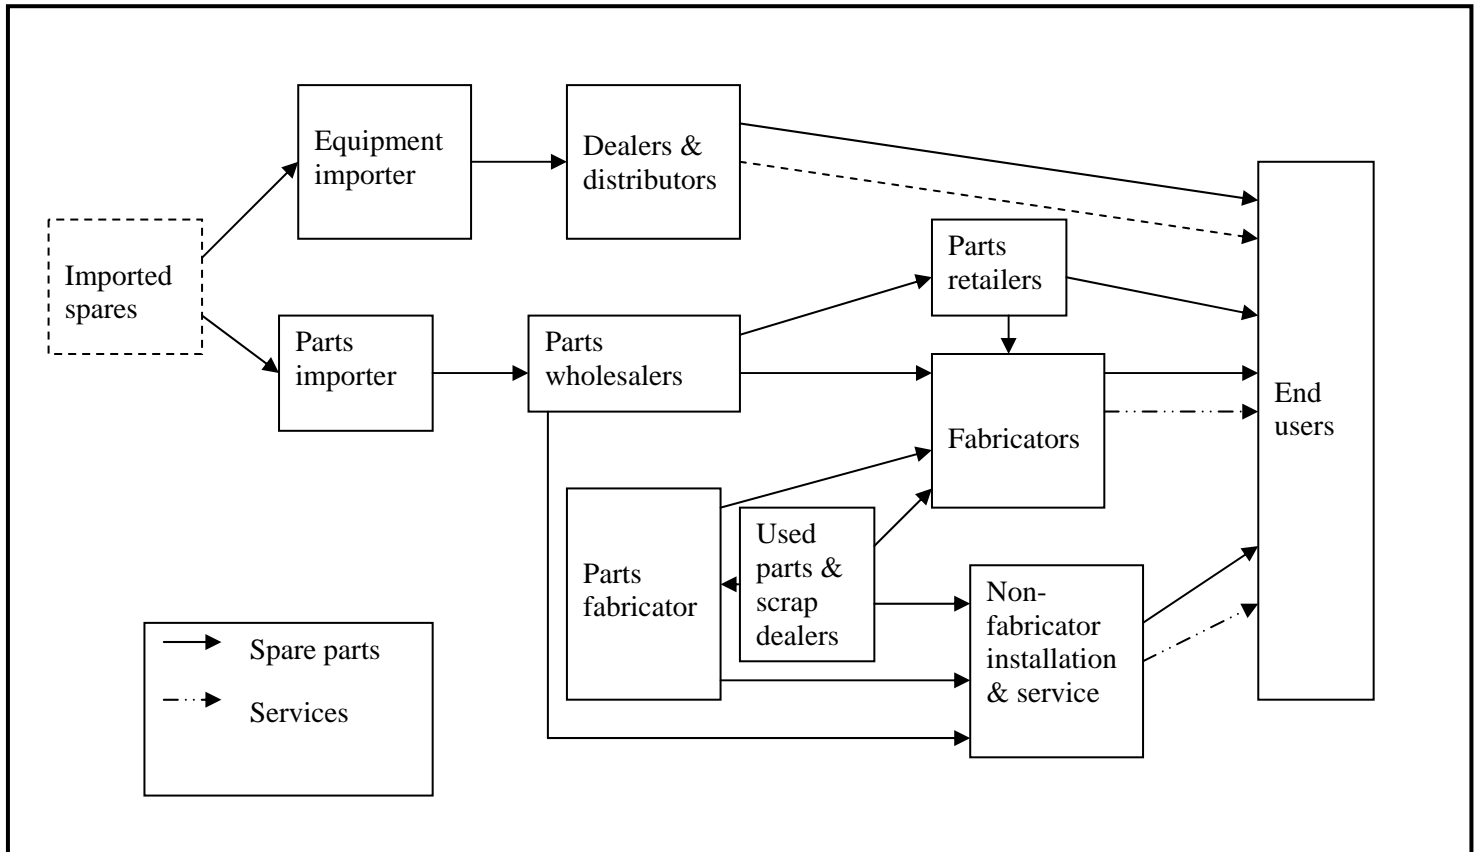 Equipment
importer
Dealers &
distributors
Imported
spares
Parts
importer
Parts
wholesalers
Parts
retailers
Fabricators
End
users
Parts
fabricator
Used
parts &
scrap
dealers
Non-
fabricator
installation
& service
Spare parts
Services